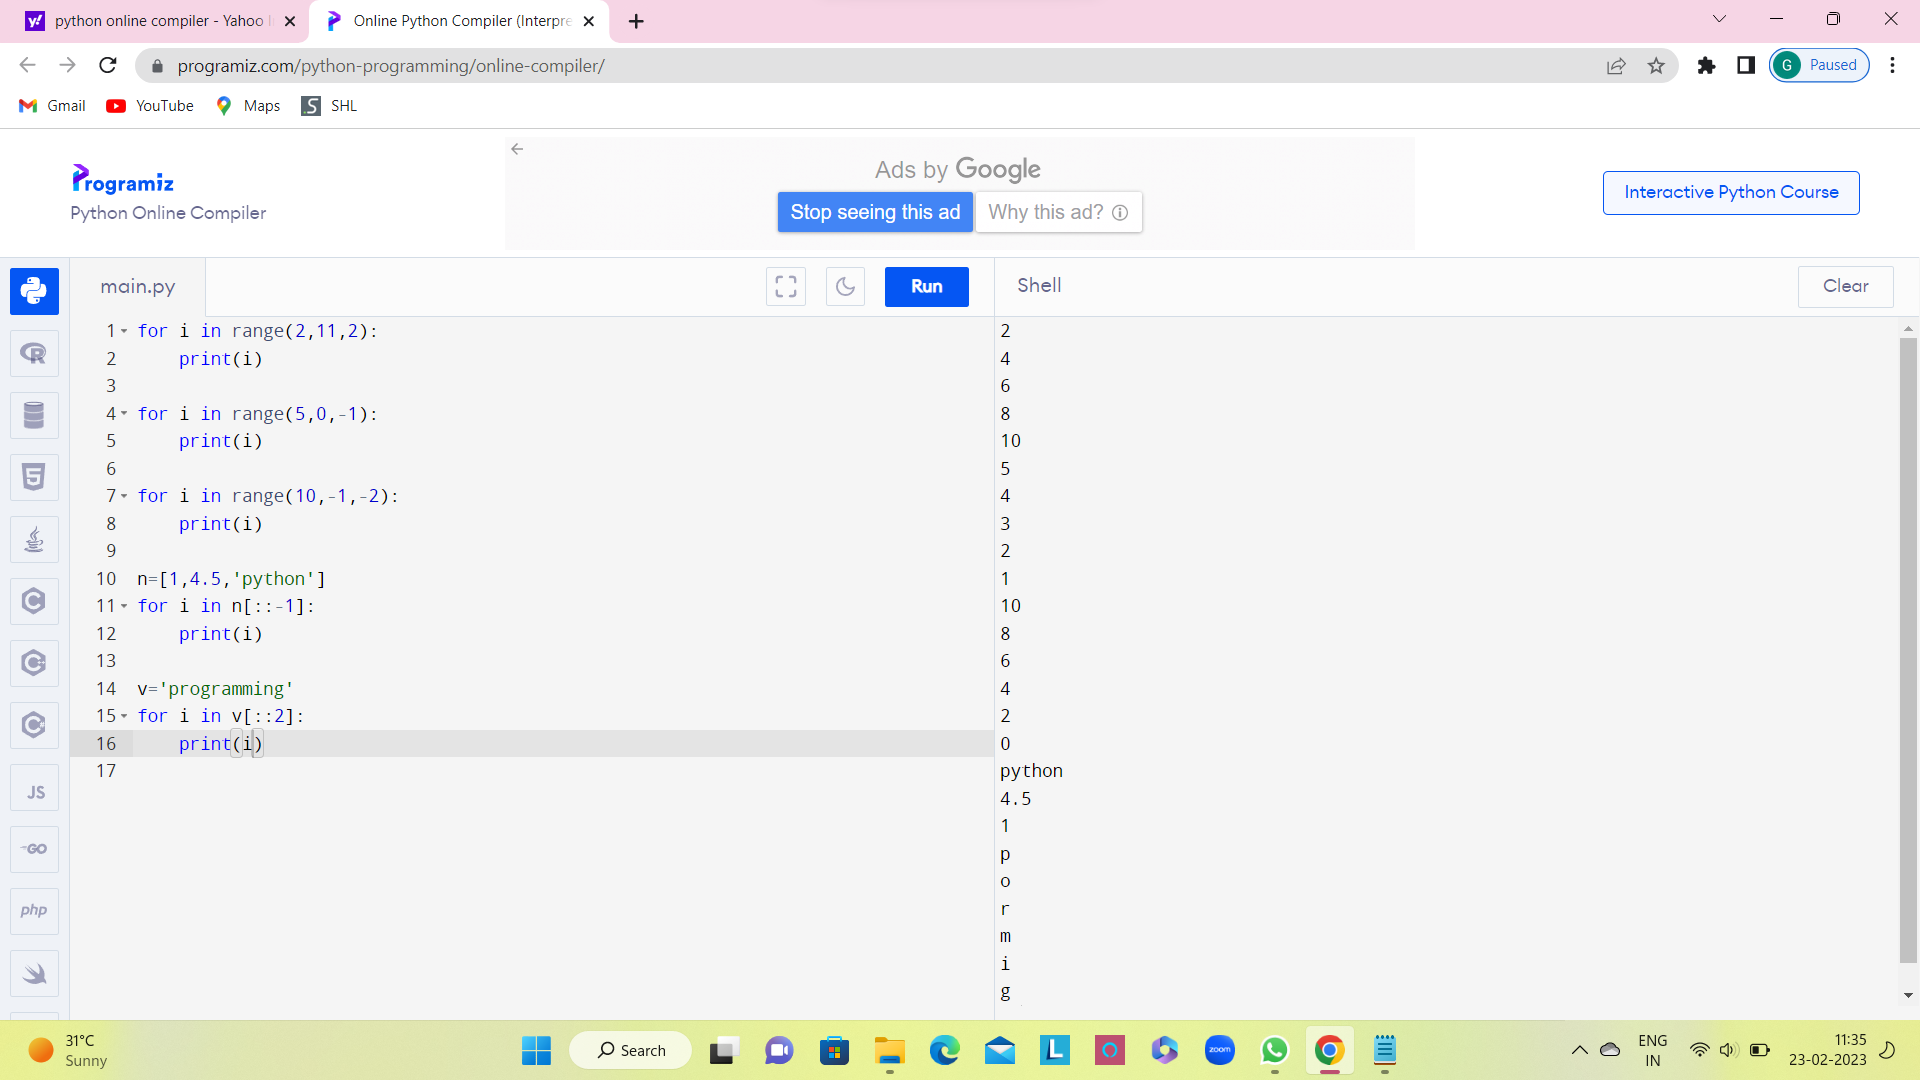 python online compiler - Yahoo I
Online Python Compiler (Interpre
programiz.com/python-programming/online-compiler/
G Paused
Gmail YouTube Maps SHL
Programiz
Python Online Compiler
Ads by Google
Stop seeing this ad Why this ad?
Interactive Python Course
main.py
Run
Shell
Clear
1 for i in range(2,11,2):
2     print(i)
3
4 for i in range(5,0,-1):
5     print(i)
6
7 for i in range(10,-1,-2):
8     print(i)
9
10 n=[1,4.5,'python']
11 for i in n[::-1]:
12     print(i)
13
14 v='programming'
15 for i in v[::2]:
16     print(i)
17
2
4
6
8
10
5
4
3
2
1
10
8
6
4
2
0
python
4.5
1
p
o
r
m
i
g
R
5
C
C
C
JS
GO
php
31°C
Sunny
Search
L
zoom
ENG
IN
11:35
23-02-2023